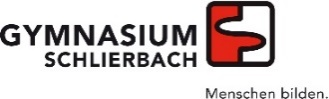 GYMNASIUM
SCHLIERBACH
Menschen bilden.